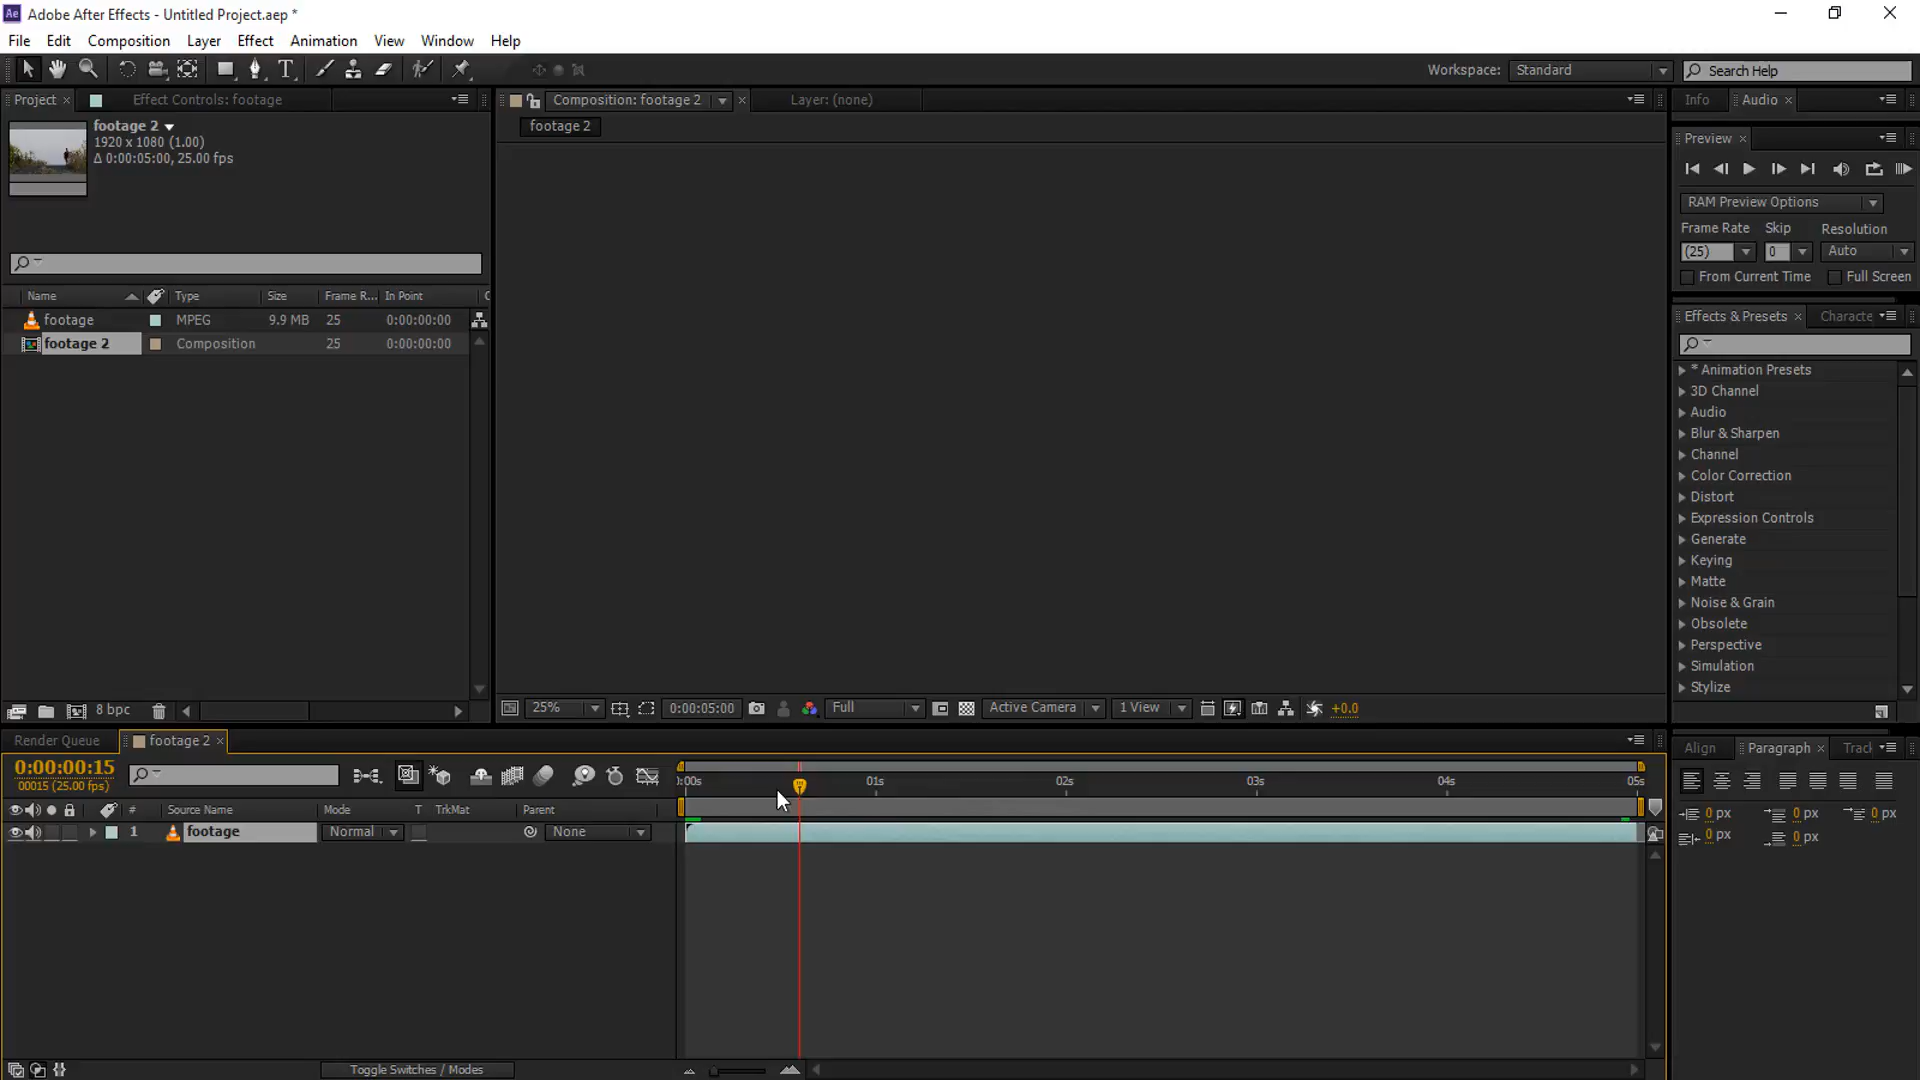 Ae Adobe After Effects - Untitled Project.aep *
File Edit Composition Layer Effect Animation View Window Help
Workspace: Standard Search Help
Project × Effect Controls: footage Composition: footage 2 × Layer: (none) Info Audio ×
footage 2
1920 x 1080 (1.00)
Δ 0:00:05:00, 25.00 fps
footage 2
Preview ×
RAM Preview Options
Frame Rate Skip Resolution
(25) 0 Auto
From Current Time Full Screen
Name Type Size Frame R... In Point
footage MPEG 9.9 MB 25 0:00:00:00
footage 2 Composition 25 0:00:00:00
Effects & Presets × Characte
* Animation Presets
3D Channel
Audio
Blur & Sharpen
Channel
Color Correction
Distort
Expression Controls
Generate
Keying
Matte
Noise & Grain
Obsolete
Perspective
Simulation
Stylize
8 bpc
25% 0:00:05:00 Full Active Camera 1 View +0.0
Render Queue footage 2 × Align Paragraph × Track
0:00:00:15
00015 (25.00 fps)
:00s 01s 02s 03s 04s 05s
# Source Name Mode T TrkMat Parent
1 footage Normal None
0 px 0 px 0 px
0 px 0 px
Toggle Switches / Modes